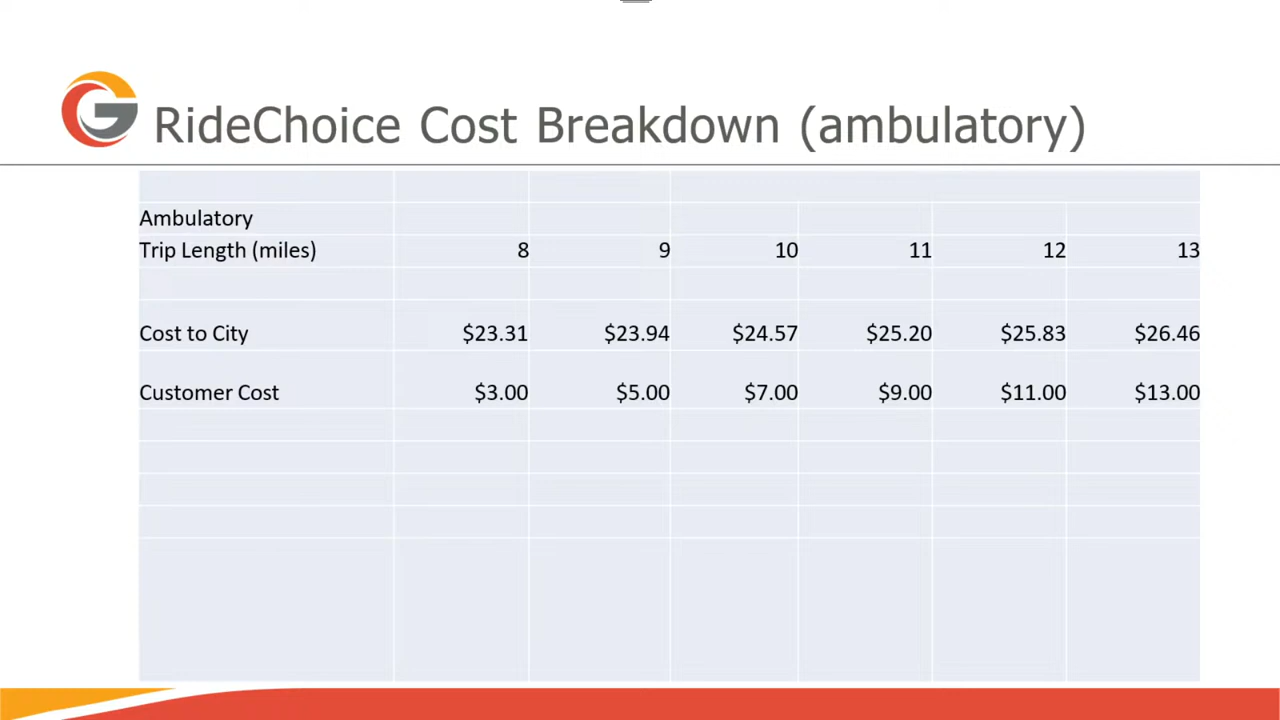 RideChoice Cost Breakdown (ambulatory)
Ambulatory
Trip Length (miles) 8 9 10 11 12 13
Cost to City $23.31 $23.94 $24.57 $25.20 $25.83 $26.46
Customer Cost $3.00 $5.00 $7.00 $9.00 $11.00 $13.00